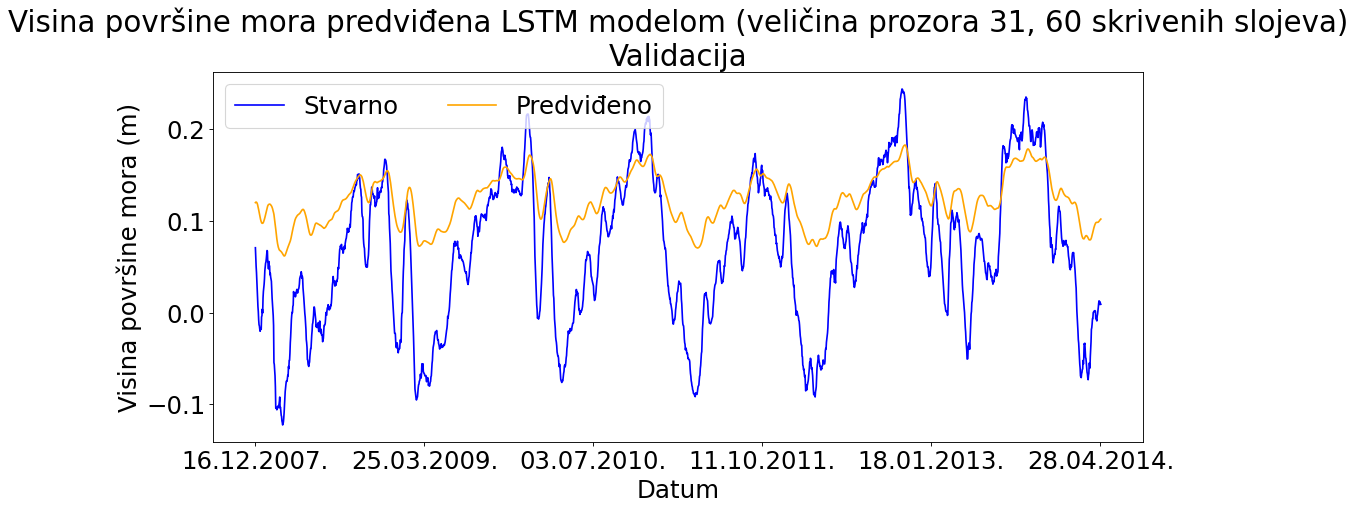 Visina površine mora predviđena LSTM modelom (veličina prozora 31, 60 skrivenih slojeva)
Validacija
Stvarno Predviđeno
Visina površine mora (m)
0.2
0.1
0.0
−0.1
16.12.2007. 25.03.2009. 03.07.2010. 11.10.2011. 18.01.2013. 28.04.2014.
Datum